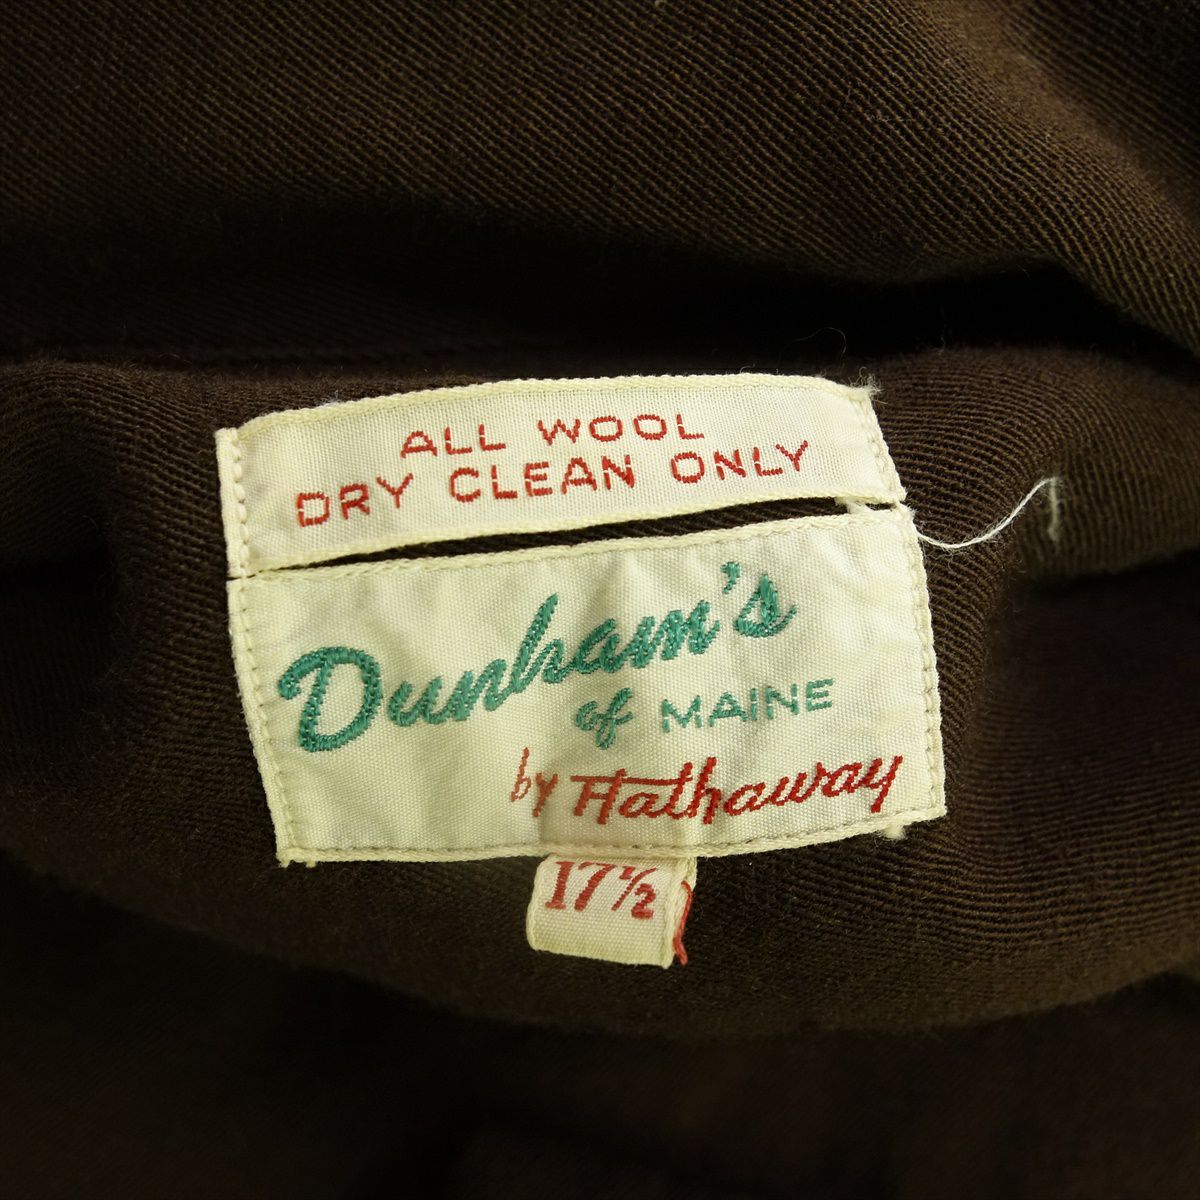 ALL WOOL
DRY CLEAN ONLY
Dunham's
of MAINE
by Hathaway
17½